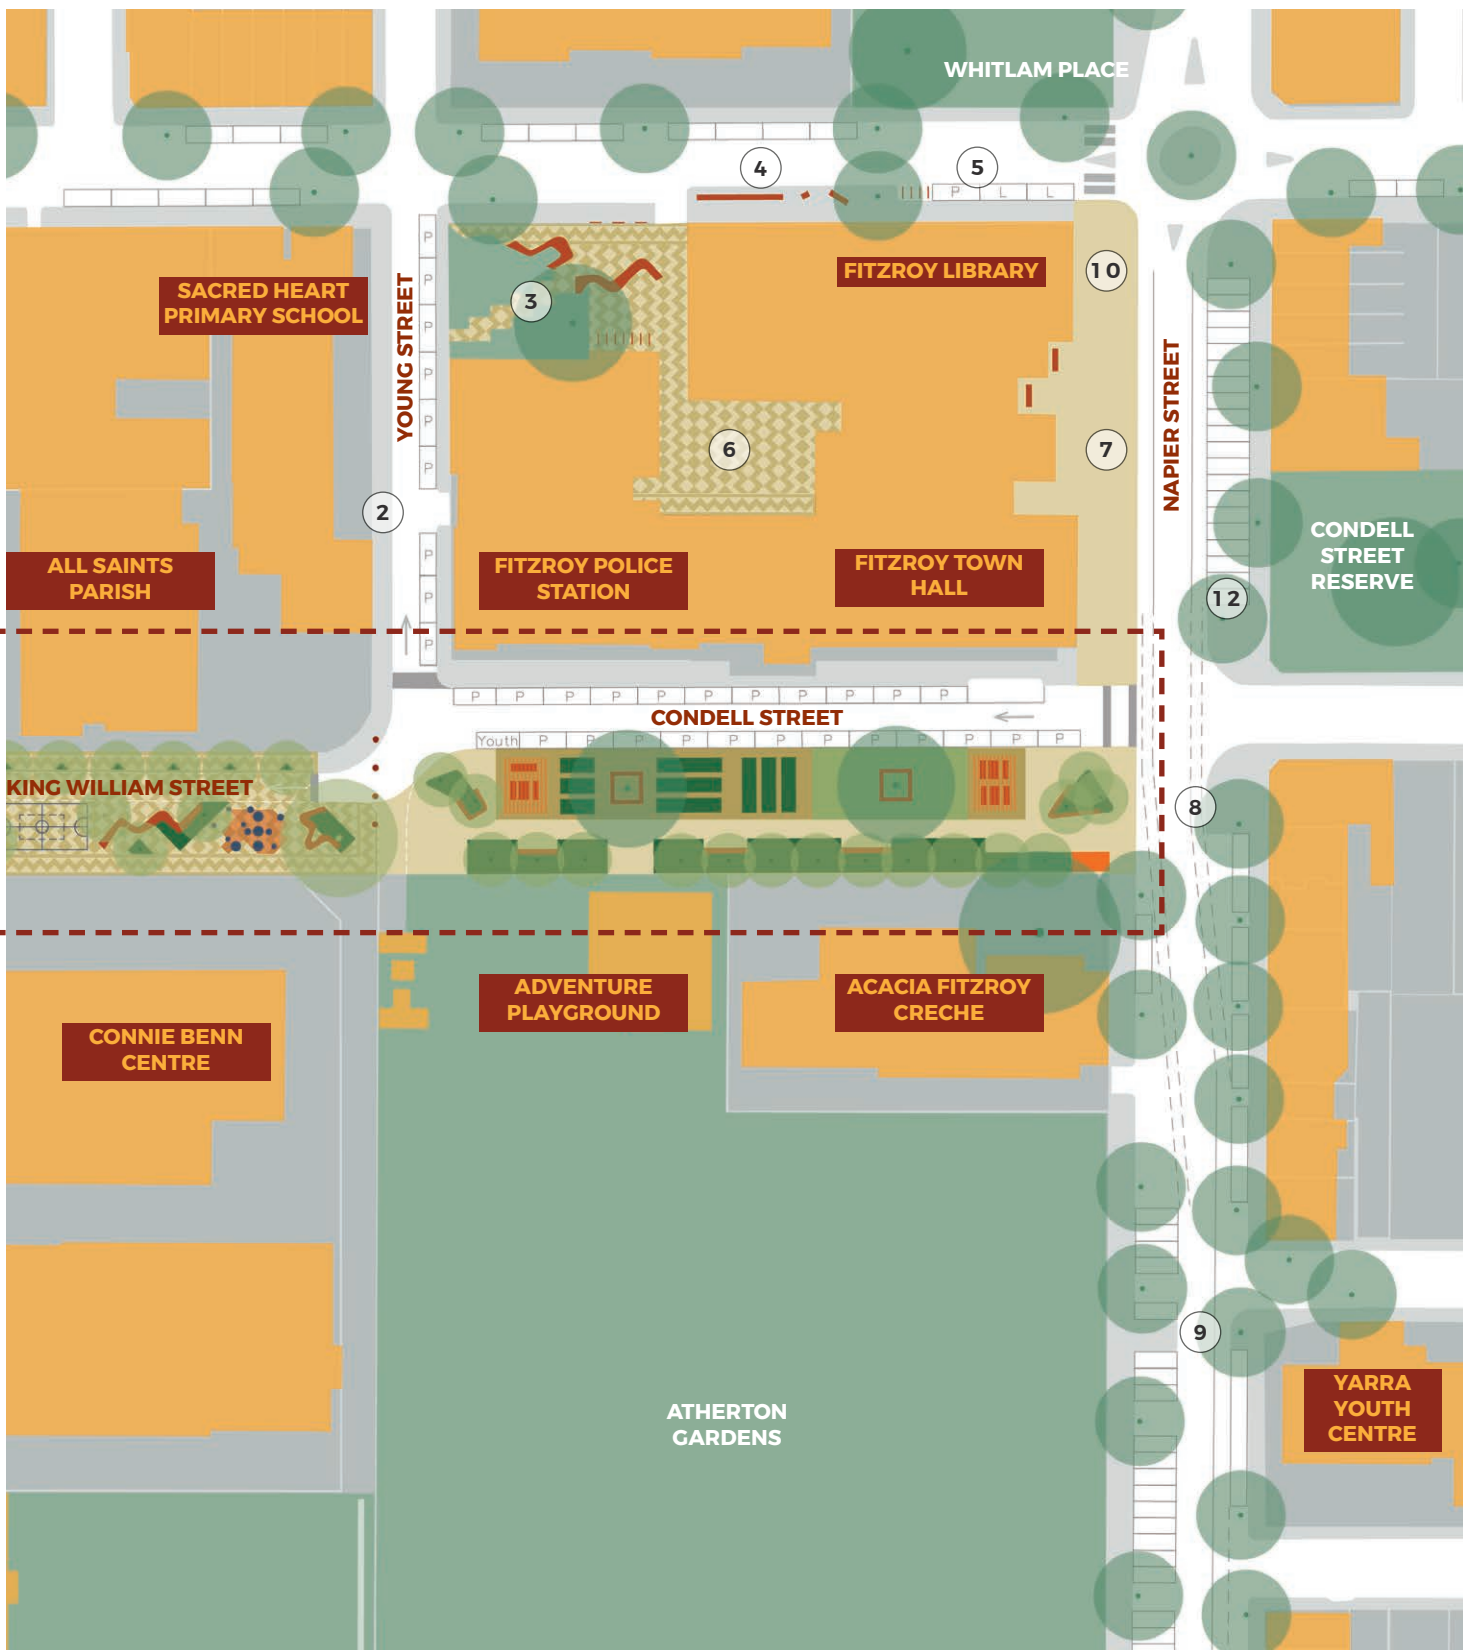 WHITLAM PLACE
4
5
P L L
P
P
P
P
P
P
FITZROY LIBRARY
10
SACRED HEART
PRIMARY SCHOOL
3
YOUNG STREET
NAPIER STREET
6
7
2
CONDELL
STREET
RESERVE
ALL SAINTS
PARISH
P
P
P
FITZROY POLICE
STATION
FITZROY TOWN
HALL
12
P P P P P P P P P P P
CONDELL STREET
Youth P P P P P P P P P P P P
KING WILLIAM STREET
8
ADVENTURE
PLAYGROUND
ACACIA FITZROY
CRECHE
CONNIE BENN
CENTRE
9
YARRA
YOUTH
CENTRE
ATHERTON
GARDENS